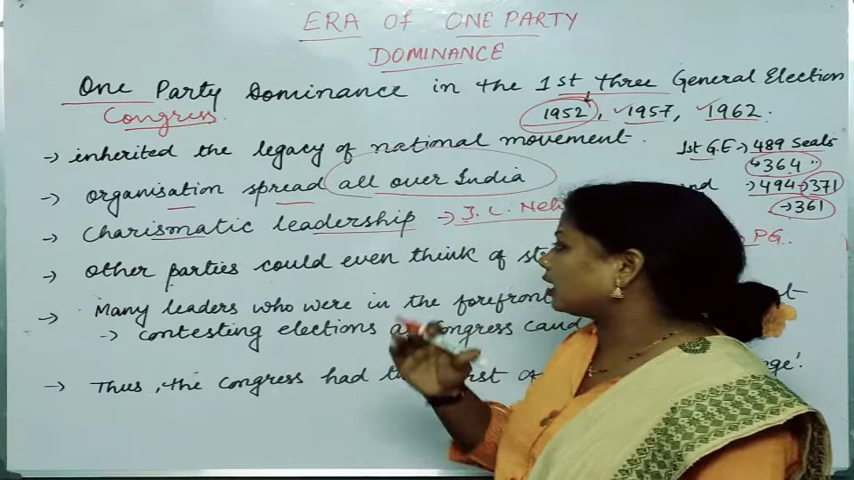 ERA OF ONE PARTY
DOMINANCE
One Party Dominance in the 1st three General Election
Congress. 1952, 1957, 1962.
→ inherited the legacy of national movement.
1st G.E → 489 Seats
→ 364
→ organisation spread all over India
nd → 494 → 371
→ 361
→ charismatic leadership → J. L.
PG.
→ Other parties could even think of
→ Many leaders who were in the forefront
→ contesting elections as Congress
→ Thus, the congress had